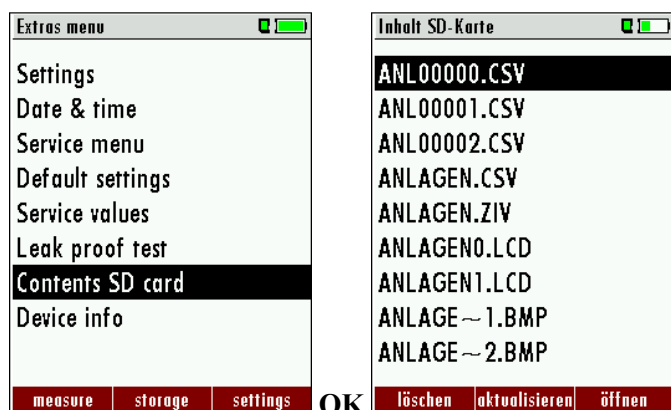 Extras menu
Settings
Date & time
Service menu
Default settings
Service values
Leak proof test
Contents SD card
Device info
measure storage settings
OK
Inhalt SD-Karte
ANL00000.CSV
ANL00001.CSV
ANL00002.CSV
ANLAGEN.CSV
ANLAGEN.ZIV
ANLAGEN0.LCD
ANLAGEN1.LCD
ANLAGE~1.BMP
ANLAGE~2.BMP
löschen aktualisieren öffnen